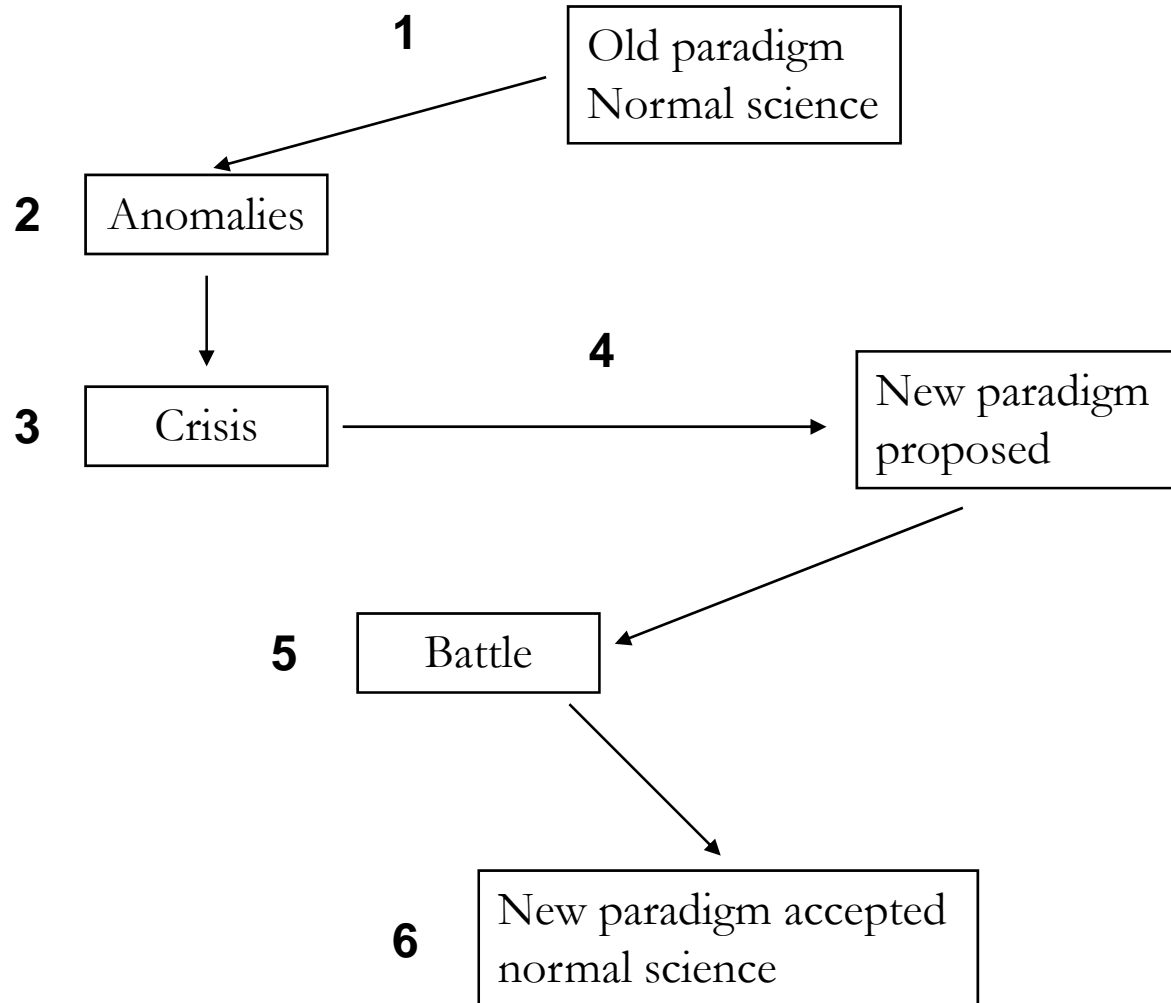 1
Old paradigm
Normal science
2
Anomalies
4
3
Crisis
New paradigm
proposed
5
Battle
6
New paradigm accepted
normal science